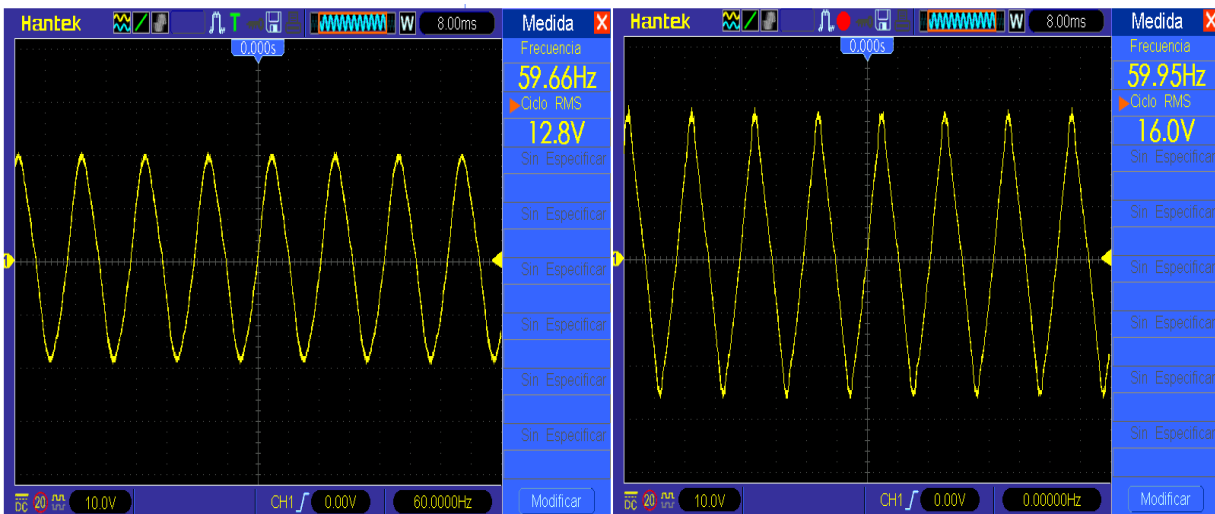 Hantek T W 8.00ms Medida X
0.000s
Frecuencia
59.66Hz
Ciclo RMS
12.8V
Sin Especificar
Sin Especificar
Sin Especificar
Sin Especificar
Sin Especificar
Sin Especificar
1
DC 20 10.0V CH1 0.00V 60.0000Hz Modificar
Hantek W 8.00ms Medida X
0.000s
Frecuencia
59.95Hz
Ciclo RMS
16.0V
Sin Especificar
Sin Especificar
Sin Especificar
Sin Especificar
Sin Especificar
Sin Especificar
1
DC 20 10.0V CH1 0.00V 0.00000Hz Modificar